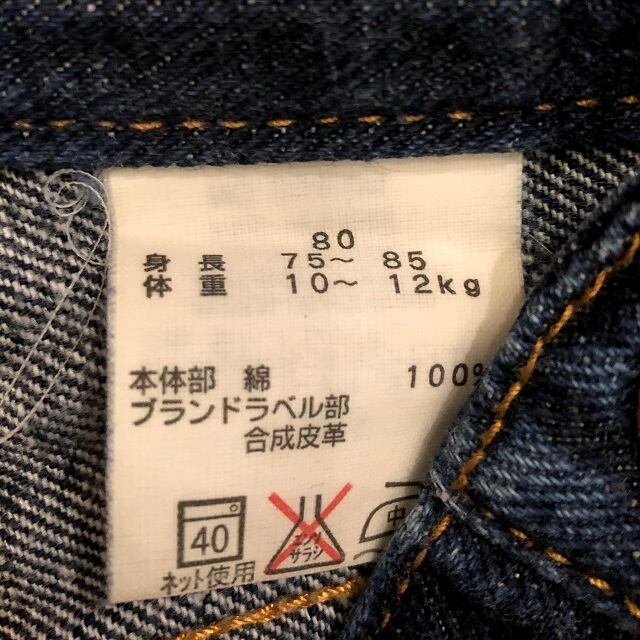 80
身長 75～ 85
体重 10～ 12kg
本体部 綿 100%
ブランドラベル部
合成皮革
40
エンソ
サラシ
中
ネット使用